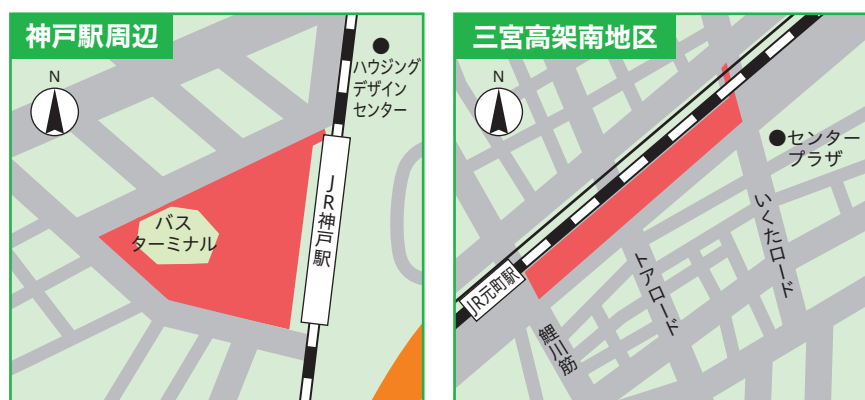 神戸駅周辺
N
ハウジング
デザイン
センター
JR神戸駅
バス
ターミナル
三宮高架南地区
N
センター
プラザ
いくたロード
トアロード
JR元町駅
鯉川筋